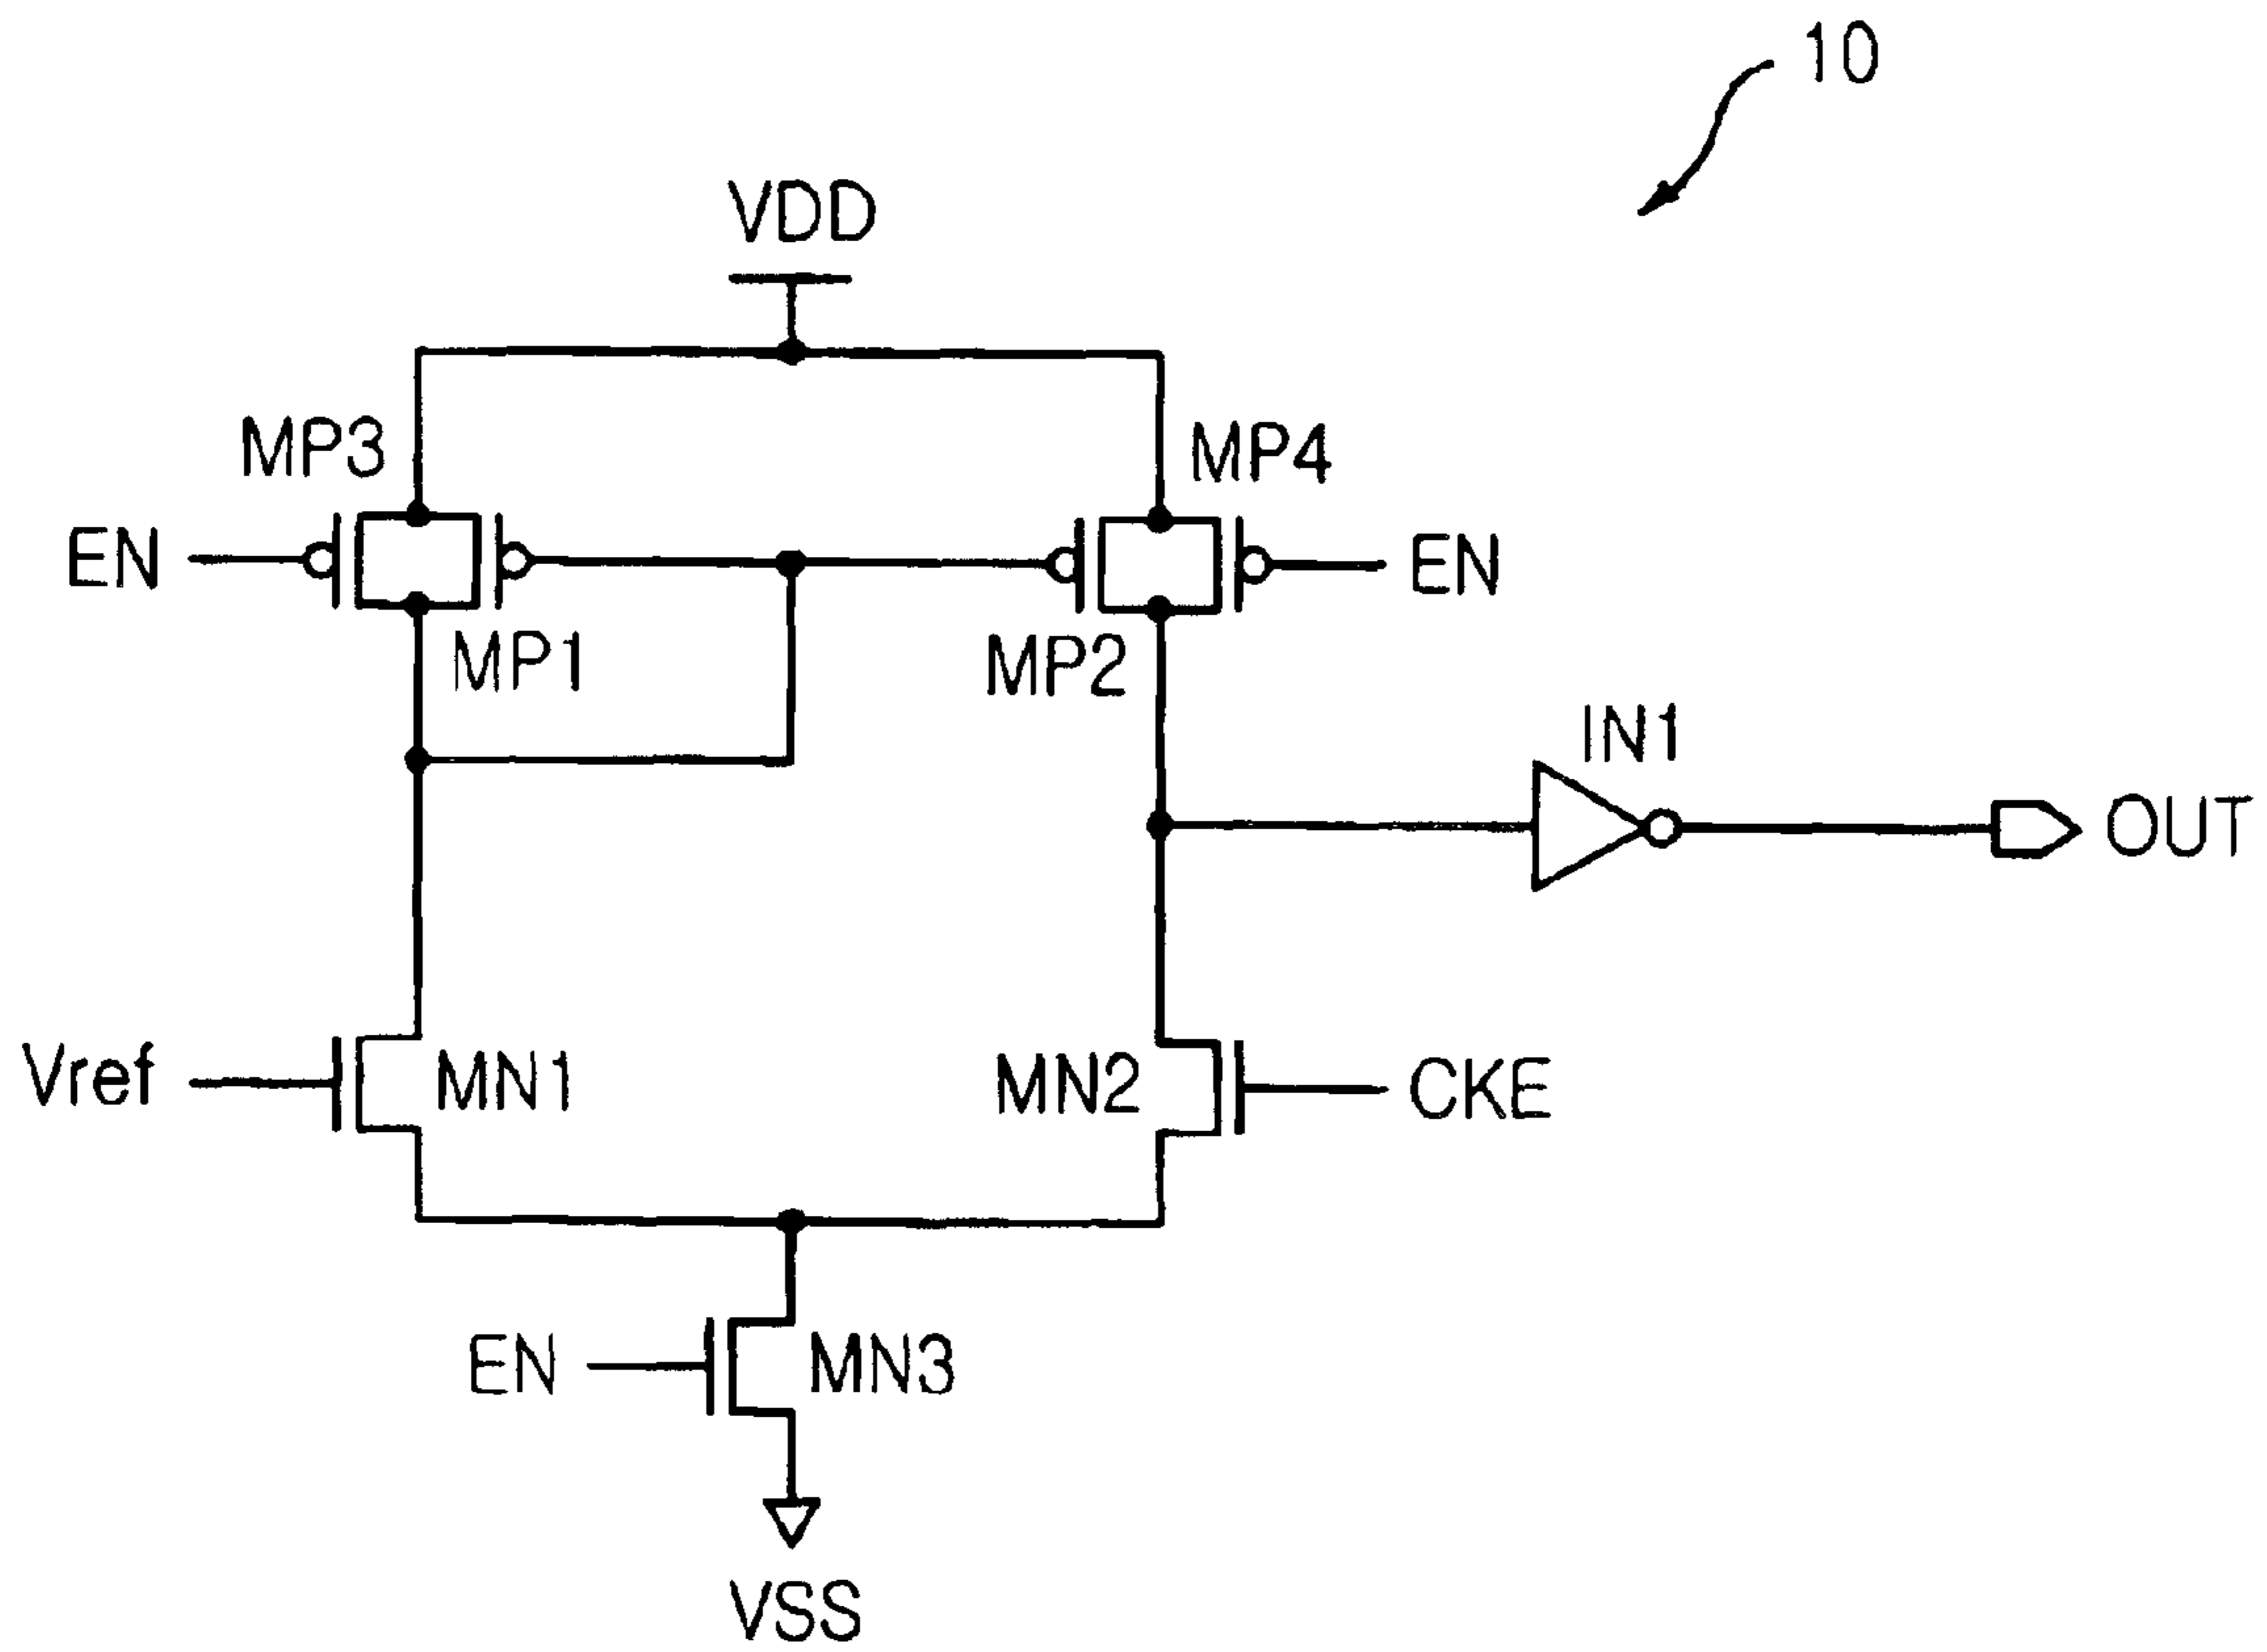 10
VDD
MP3
MP4
EN
EN
MP1
MP2
IN1
OUT
Vref
MN1
MN2
CKE
EN
MN3
VSS